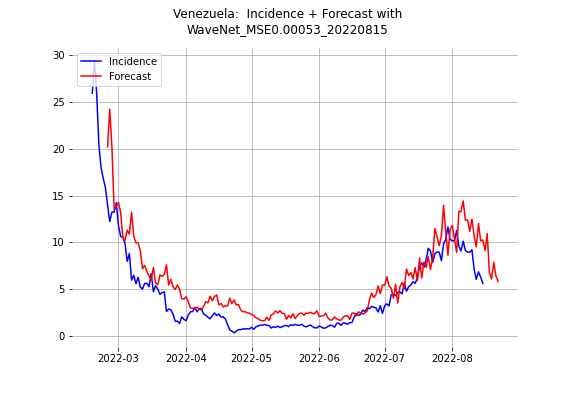 Venezuela:  Incidence + Forecast with
WaveNet_MSE0.00053_20220815
Incidence
Forecast
30
25
20
15
10
5
0
2022-03 2022-04 2022-05 2022-06 2022-07 2022-08